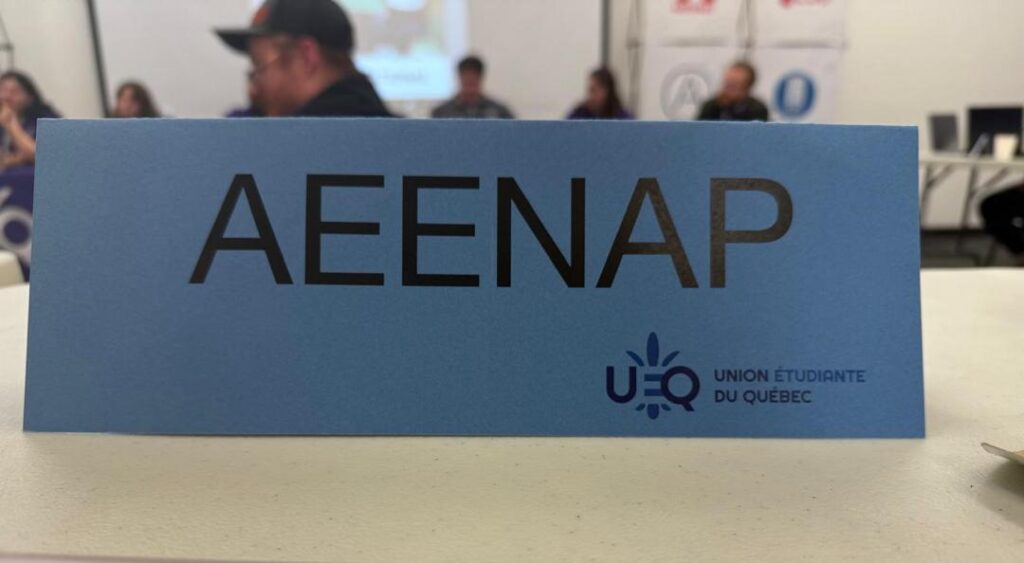 AEENAP
UEQ
UNION ÉTUDIANTE
DU QUÉBEC